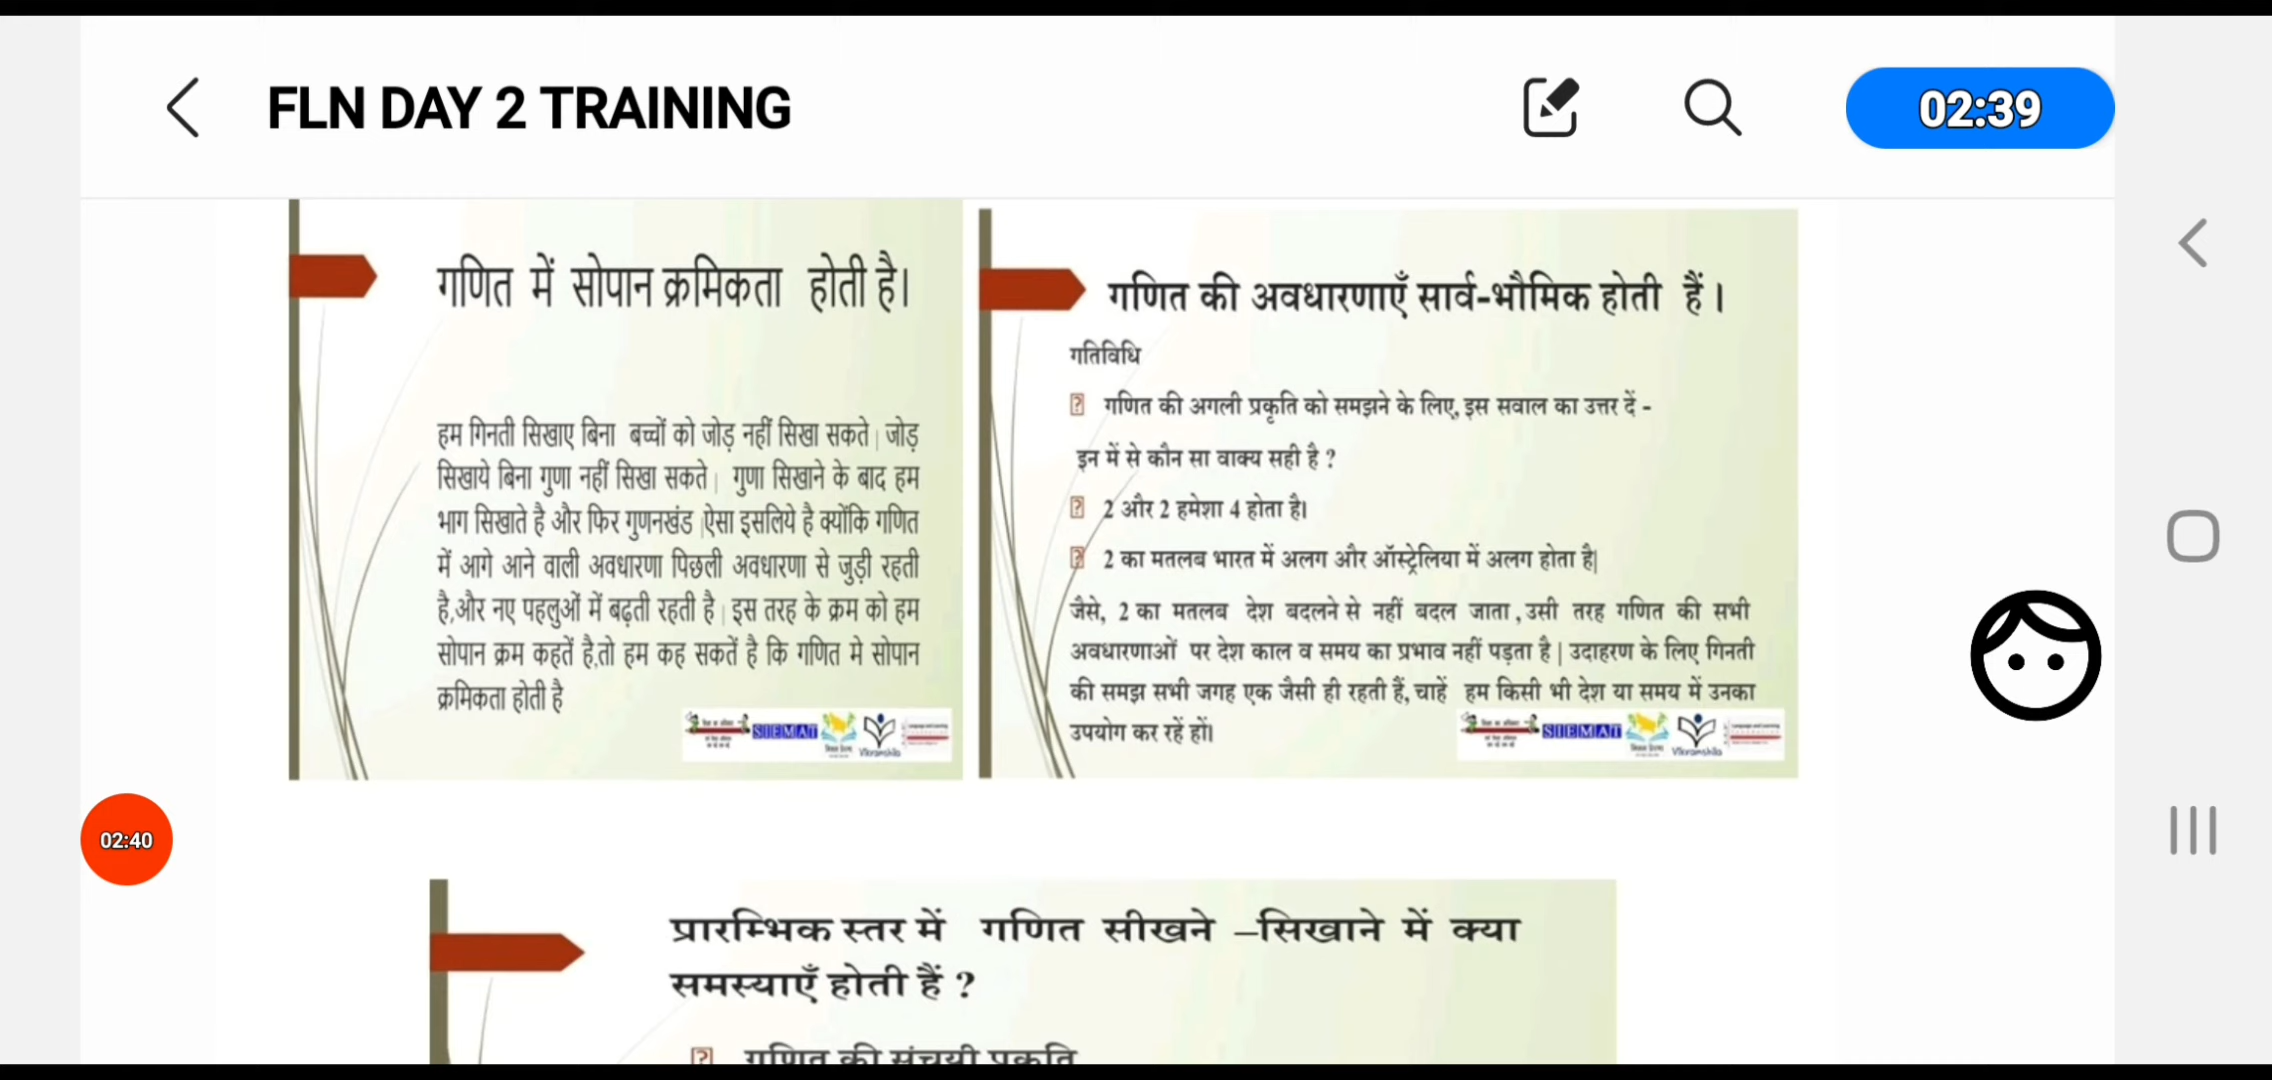 FLN DAY 2 TRAINING
02:39
गणित में सोपान क्रमिकता होती है।
हम गिनती सिखाए बिना बच्चों को जोड़ नहीं सिखा सकते। जोड़
सिखाये बिना गुणा नहीं सिखा सकते। गुणा सिखाने के बाद हम
भाग सिखाते है और फिर गुणनखंड ।ऐसा इसलिये है क्योंकि गणित
में आगे आने वाली अवधारणा पिछली अवधारणा से जुड़ी रहती
है,और नए पहलुओं में बढ़ती रहती है। इस तरह के क्रम को हम
सोपान क्रम कहतें है,तो हम कह सकतें है कि गणित मे सोपान
क्रमिकता होती है
SIEMAT
Vikramshila
गणित की अवधारणाएँ सार्व-भौमिक होती हैं।
गतिविधि
गणित की अगली प्रकृति को समझने के लिए, इस सवाल का उत्तर दें -
इन में से कौन सा वाक्य सही है ?
2 और 2 हमेशा 4 होता है।
2 का मतलब भारत में अलग और ऑस्ट्रेलिया में अलग होता है|
जैसे, 2 का मतलब देश बदलने से नहीं बदल जाता ,उसी तरह गणित की सभी
अवधारणाओं पर देश काल व समय का प्रभाव नहीं पड़ता है | उदाहरण के लिए गिनती
की समझ सभी जगह एक जैसी ही रहती हैं, चाहें हम किसी भी देश या समय में उनका
उपयोग कर रहें हों।
SIEMAT
Vikramshila
02:40
प्रारम्भिक स्तर में गणित सीखने –सिखाने में क्या
समस्याएँ होती हैं ?
गणित की संचयी प्रकृति